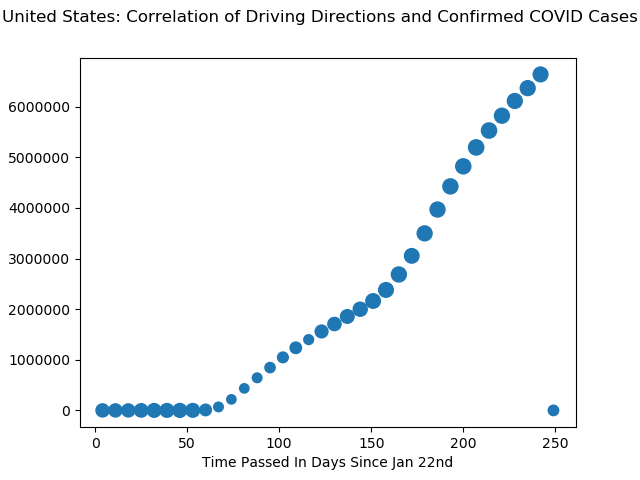 United States: Correlation of Driving Directions and Confirmed COVID Cases
6000000
5000000
4000000
3000000
2000000
1000000
0
0 50 100 150 200 250
Time Passed In Days Since Jan 22nd